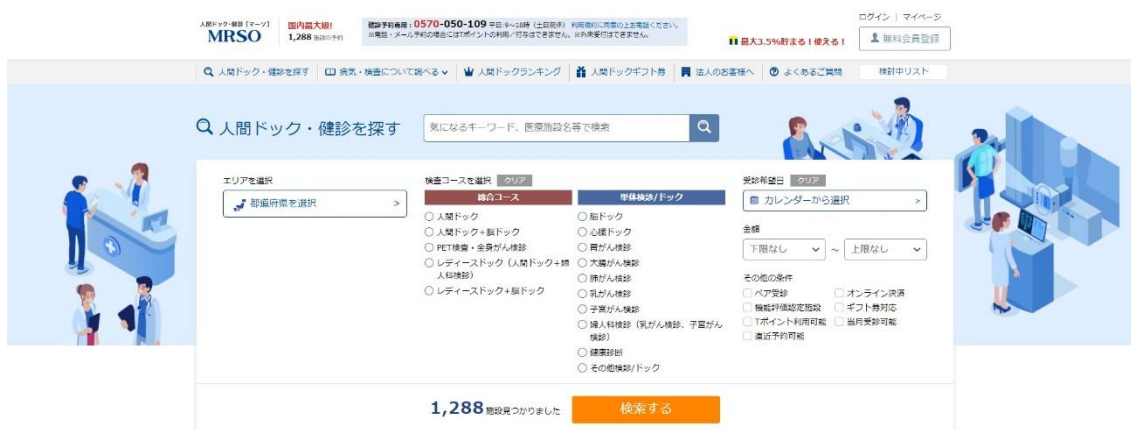 人間ドック・健診 [マーソ]
MRSO
国内最大級!
1,288 施設の予約
健診予約専用：0570-050-109 平日:9～18時（土日祝休） 利用規約に同意の上お電話ください。
※電話・メール予約の場合にはTポイントの利用／付与はできません。※外来受付はできません。
最大3.5%貯まる！使える！
ログイン | マイページ
無料会員登録
人間ドック・健診を探す
病気・検査について調べる
人間ドックランキング
人間ドックギフト券
法人のお客様へ
よくあるご質問
検討中リスト
人間ドック・健診を探す
気になるキーワード、医療施設名等で検索
エリアを選択
都道府県を選択 >
検査コースを選択 クリア
総合コース
人間ドック
人間ドック+脳ドック
PET検査・全身がん検診
レディースドック（人間ドック+婦
人科検診）
レディースドック+脳ドック
単体検診/ドック
脳ドック
心臓ドック
胃がん検診
大腸がん検診
肺がん検診
乳がん検診
子宮がん検診
婦人科検診（乳がん検診、子宮がん
検診）
健康診断
その他検診/ドック
受診希望日 クリア
カレンダーから選択 >
金額
下限なし ～ 上限なし
その他の条件
ペア受診 オンライン決済
機能評価認定施設 ギフト券対応
Tポイント利用可能 当月受診可能
直近予約可能
1,288 施設見つかりました
検索する